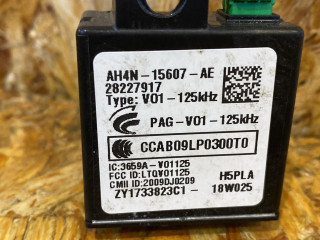 AH4N-15607-AE
28227917
Type: V01-125kHz
PAG-V01-125kHz
CCAB09LP0300T0
IC:3659A-V01125
FCC ID:LTQV01125
CMII ID:2009DJ0209
H5PLA
ZY1733823C1-
18W025